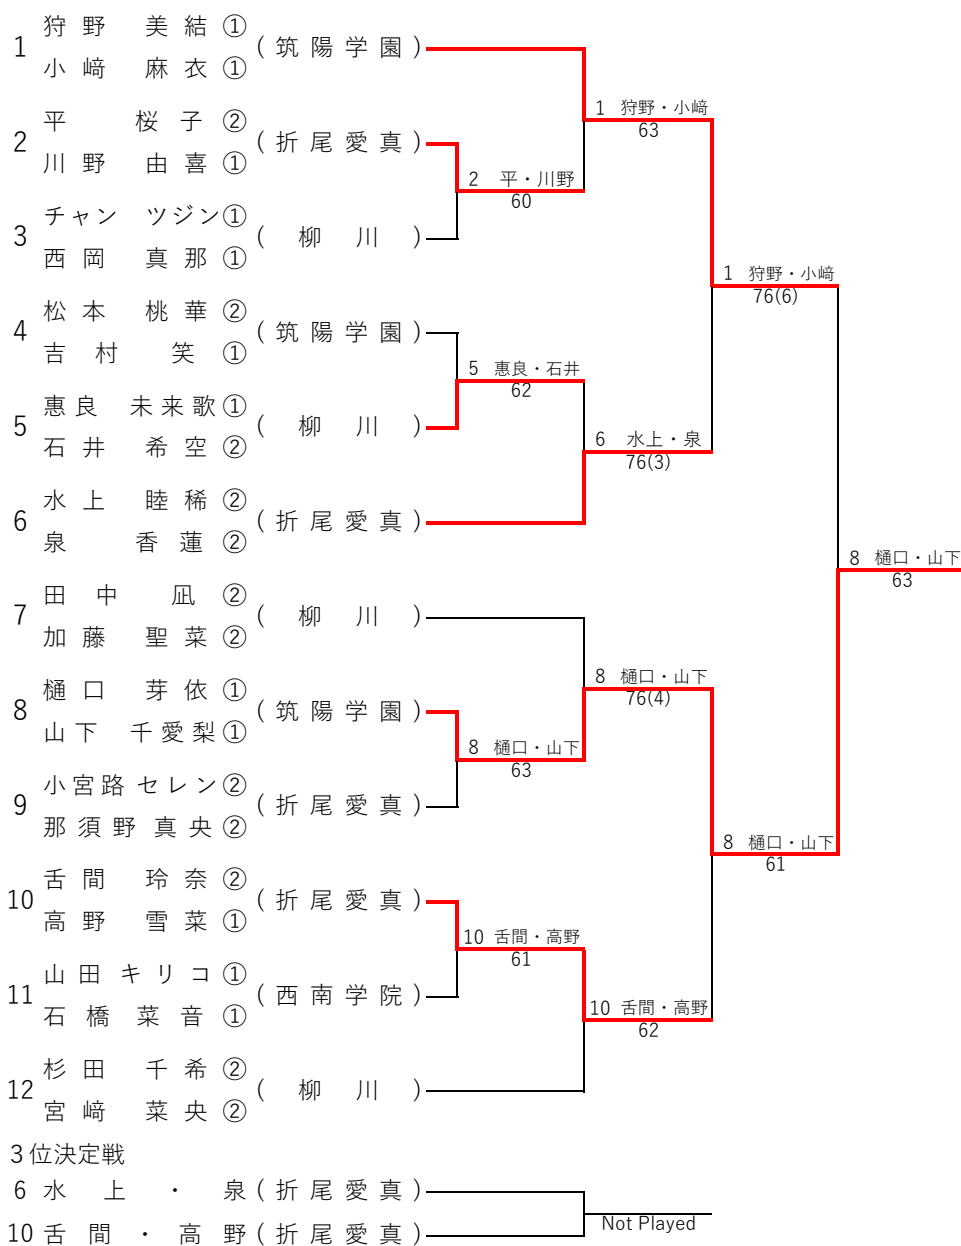 1 狩野 美結① (筑陽学園)
小﨑 麻衣①
2 平 桜子② (折尾愛真)
川野 由喜①
3 チャン ツジン① (柳川)
西岡 真那①
4 松本 桃華② (筑陽学園)
吉村 笑①
5 惠良 未来歌① (柳川)
石井 希空②
6 水上 睦稀② (折尾愛真)
泉 香蓮②
7 田中 凪② (柳川)
加藤 聖菜②
8 樋口 芽依① (筑陽学園)
山下 千愛梨①
9 小宮路 セレン② (折尾愛真)
那須野 真央②
10 舌間 玲奈② (折尾愛真)
高野 雪菜①
11 山田キリコ① (西南学院)
石橋 菜音①
12 杉田 千希② (柳川)
宮﨑 菜央②
2 平・川野
60
5 惠良・石井
62
8 樋口・山下
63
10 舌間・高野
61
1 狩野・小﨑
63
6 水上・泉
76(3)
8 樋口・山下
76(4)
10 舌間・高野
62
1 狩野・小﨑
76(6)
8 樋口・山下
61
8 樋口・山下
63
3位決定戦
6 水上・泉 (折尾愛真)
10 舌間・高野 (折尾愛真)
Not Played